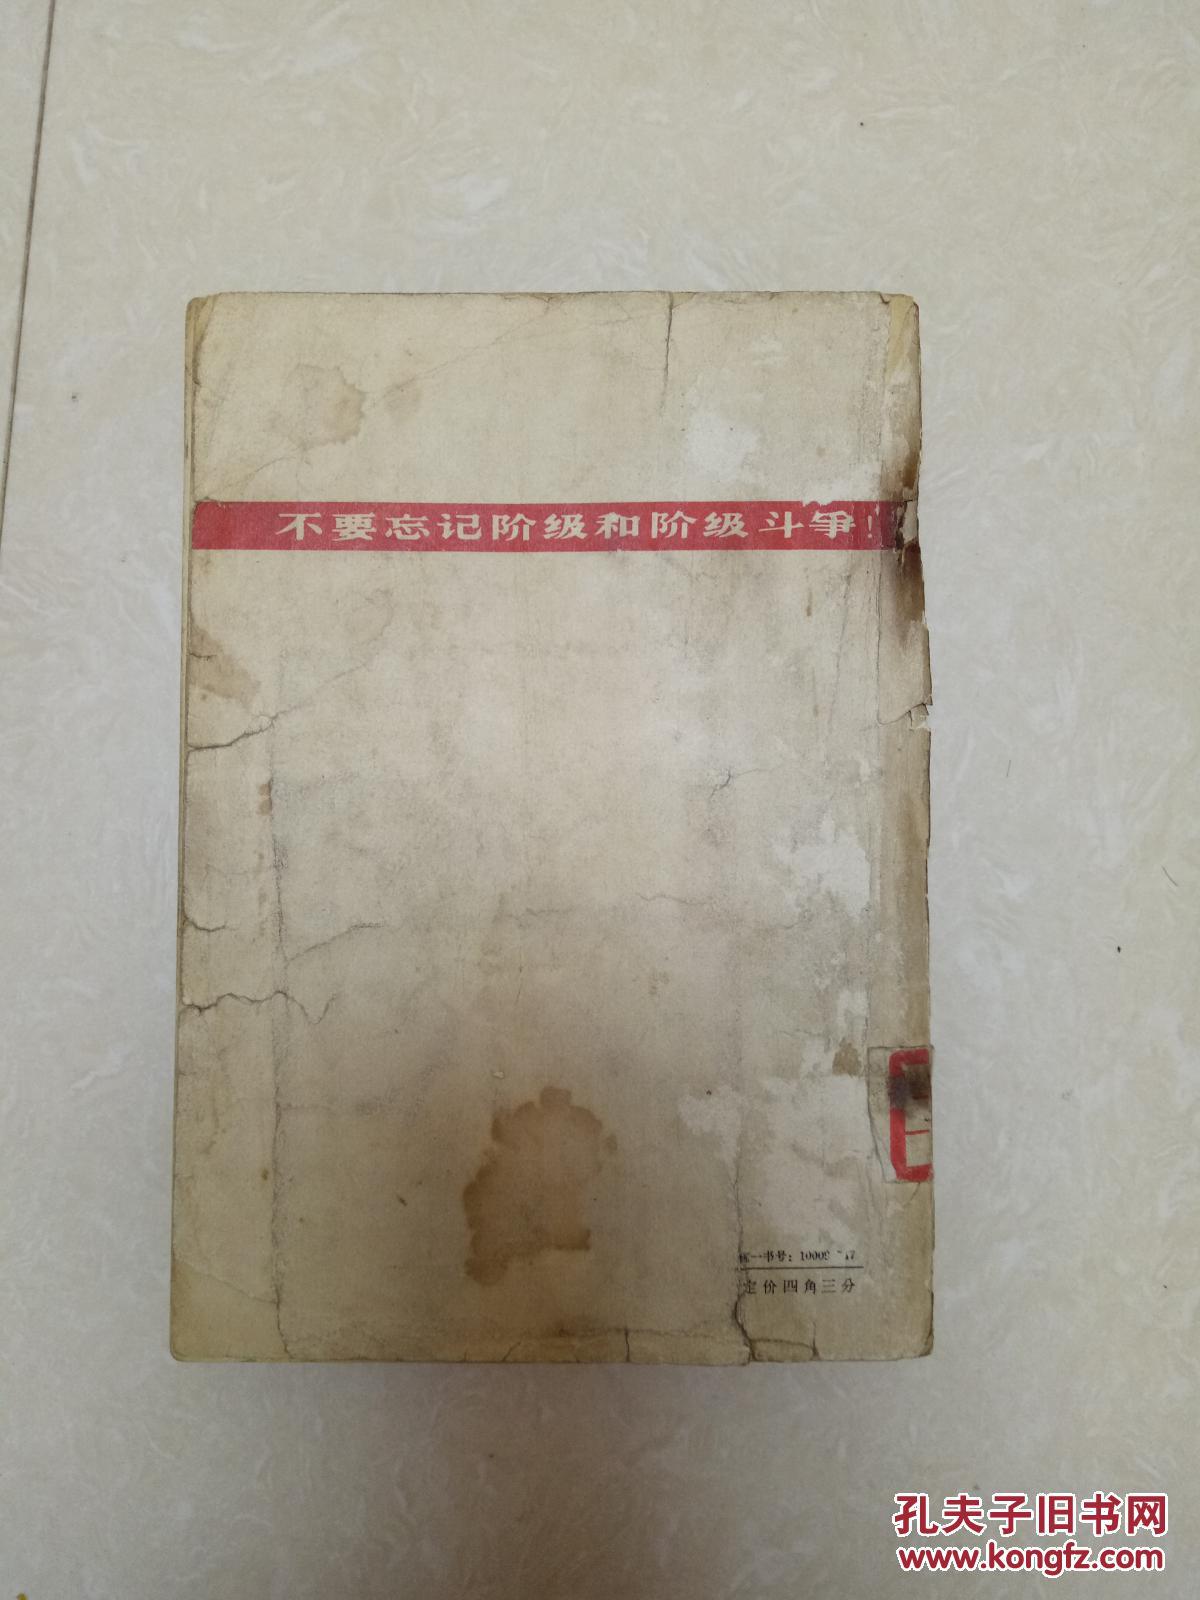 不要忘记阶级和阶级斗争!
一书号: 1000
定价四角三分
孔夫子旧书网
www.kongfz.com